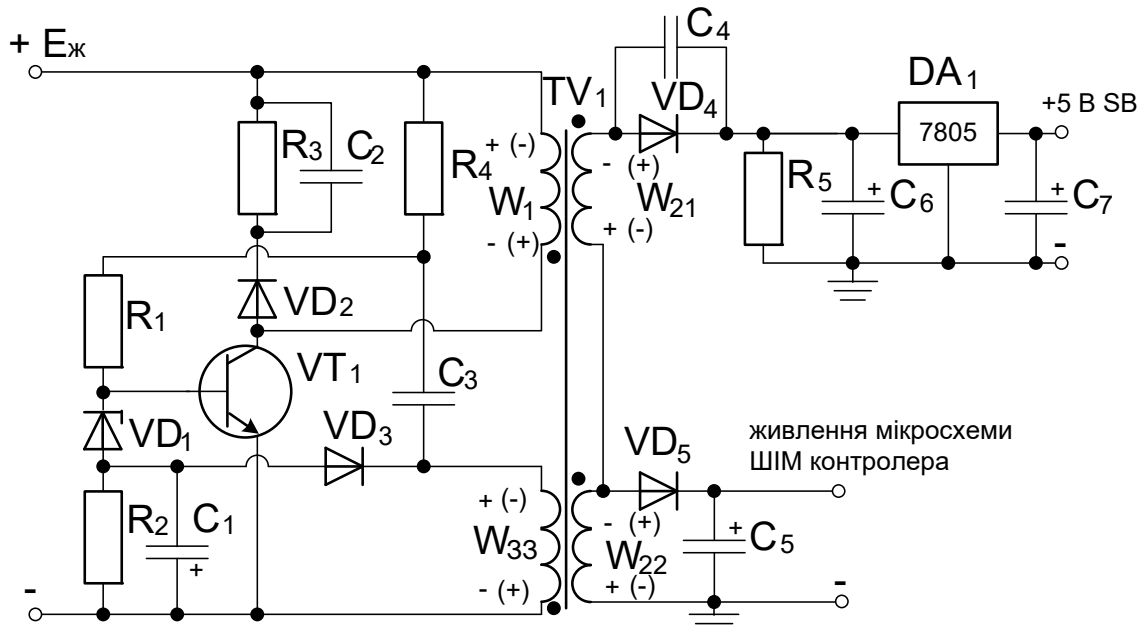 + Eж
C4
TV1
VD4
DA1
7805
+5 В SB
R3
C2
R4
+ (-)
W1
- (+)
- (+)
W21
+ (-)
R5
+
C6
+
C7
-
R1
VD2
VT1
C3
VD1
VD3
VD5
живлення мікросхеми
ШІМ контролера
R2
C1
+
+ (-)
W33
- (+)
- (+)
W22
+ (-)
+
C5
-
-